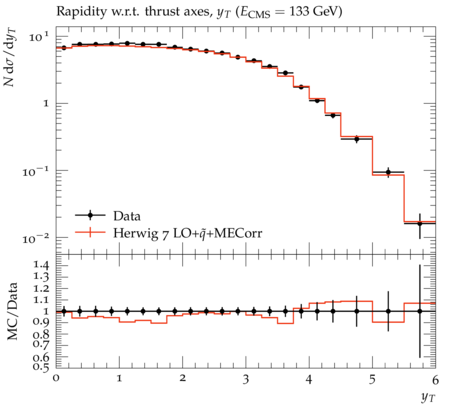 Rapidity w.r.t. thrust axes, y_T (E_CMS = 133 GeV)
N dσ/dy_T
10^1
1
10^−1
10^−2
Data
Herwig 7 LO+q̃+MECorr
MC/Data
1.4
1.3
1.2
1.1
1
0.9
0.8
0.7
0.6
0.5
0 1 2 3 4 5 6
y_T